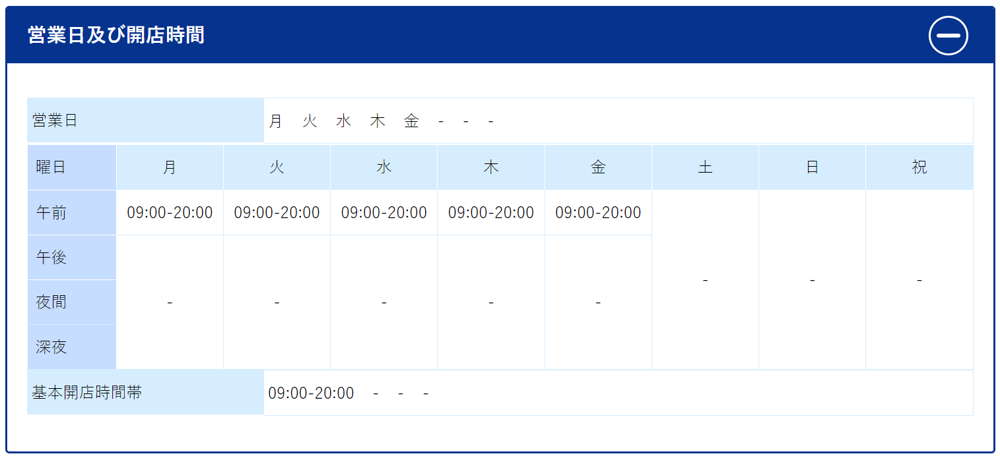 営業日及び開店時間
営業日 月 火 水 木 金 - - -
曜日 月 火 水 木 金 土 日 祝
午前 09:00-20:00 09:00-20:00 09:00-20:00 09:00-20:00 09:00-20:00
午後
- - -
夜間 - - - - -
深夜
基本開店時間帯 09:00-20:00 - - -